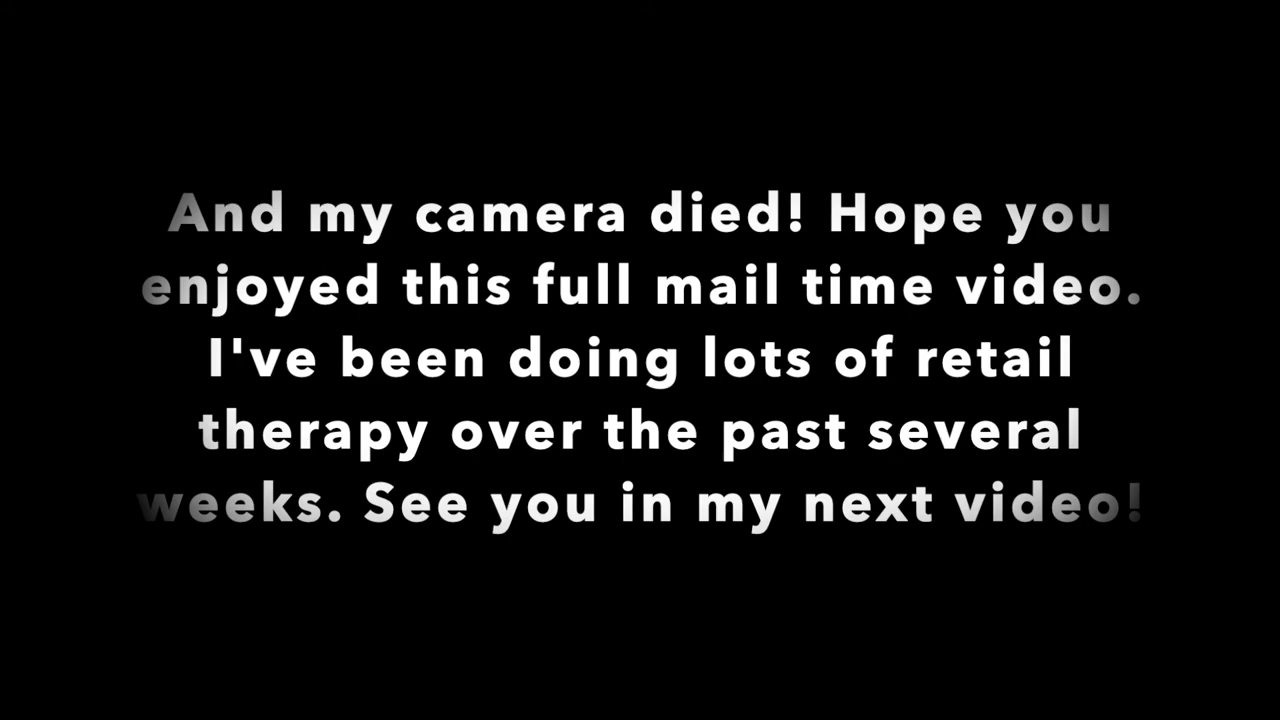 And my camera died! Hope you
enjoyed this full mail time video.
I've been doing lots of retail
therapy over the past several
weeks. See you in my next video!